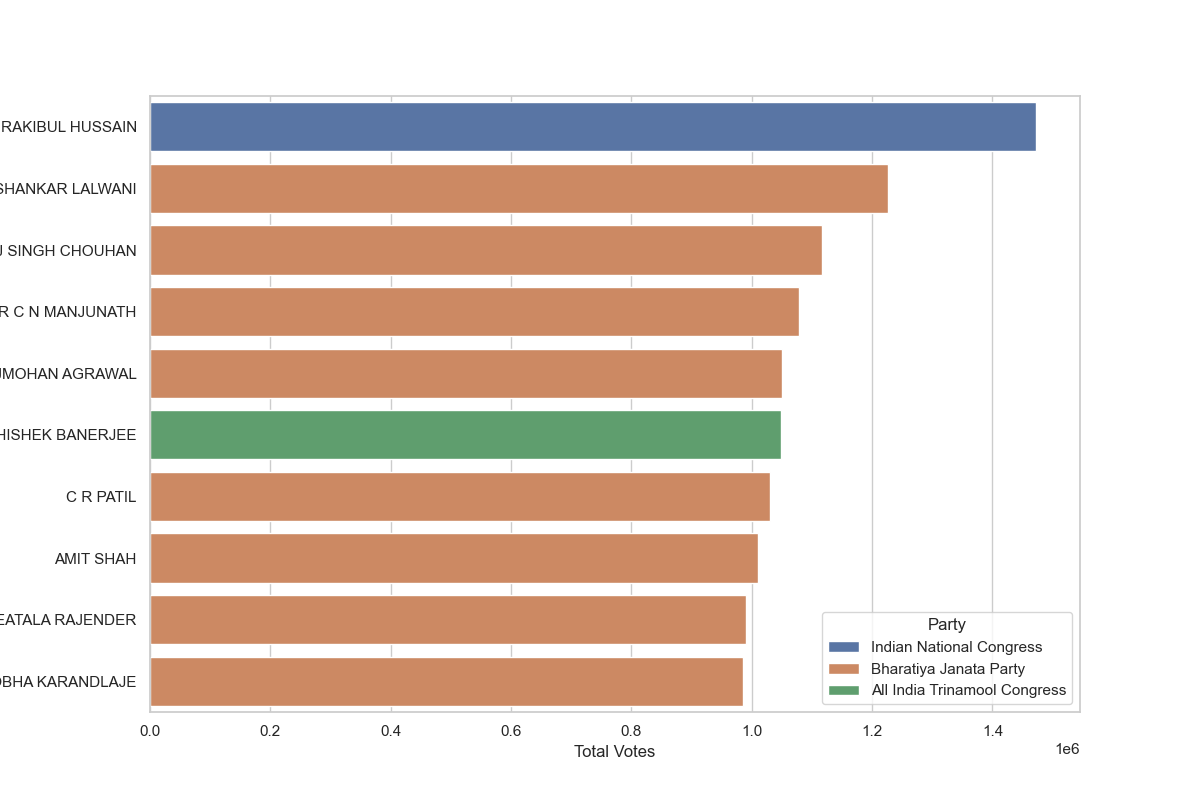 RAKIBUL HUSSAIN
SHANKAR LALWANI
J SINGH CHOUHAN
R C N MANJUNATH
JMOHAN AGRAWAL
HISHEK BANERJEE
C R PATIL
AMIT SHAH
EATALA RAJENDER
OBHA KARANDLAJE
Party
Indian National Congress
Bharatiya Janata Party
All India Trinamool Congress
0.0 0.2 0.4 0.6 0.8 1.0 1.2 1.4
1e6
Total Votes